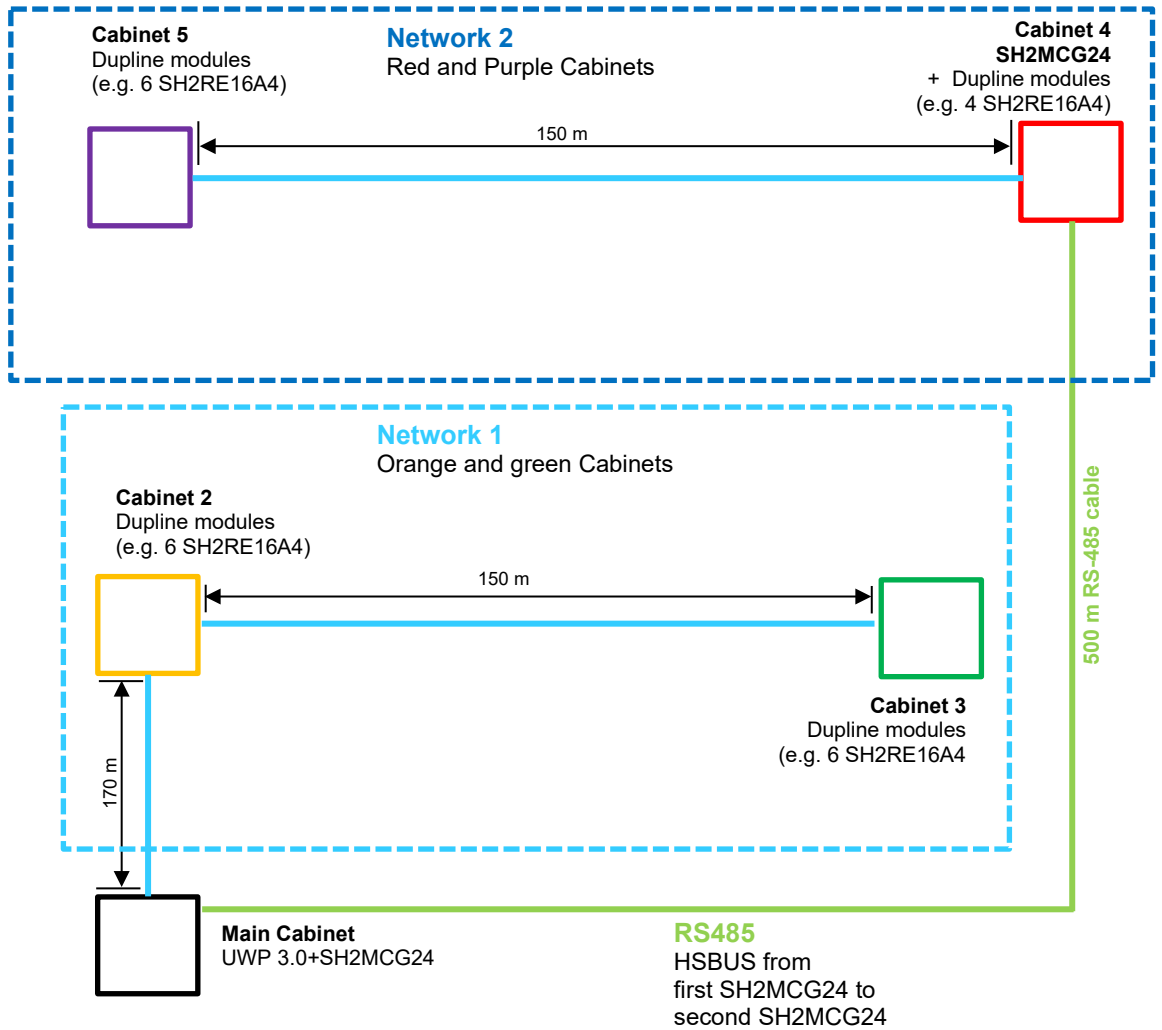 Cabinet 5
Dupline modules
(e.g. 6 SH2RE16A4)
Network 2
Red and Purple Cabinets
Cabinet 4
SH2MCG24
+ Dupline modules
(e.g. 4 SH2RE16A4)
150 m
Network 1
Orange and green Cabinets
Cabinet 2
Dupline modules
(e.g. 6 SH2RE16A4)
150 m
500 m RS-485 cable
Cabinet 3
Dupline modules
(e.g. 6 SH2RE16A4
170 m
Main Cabinet
UWP 3.0+SH2MCG24
RS485
HSBUS from
first SH2MCG24 to
second SH2MCG24